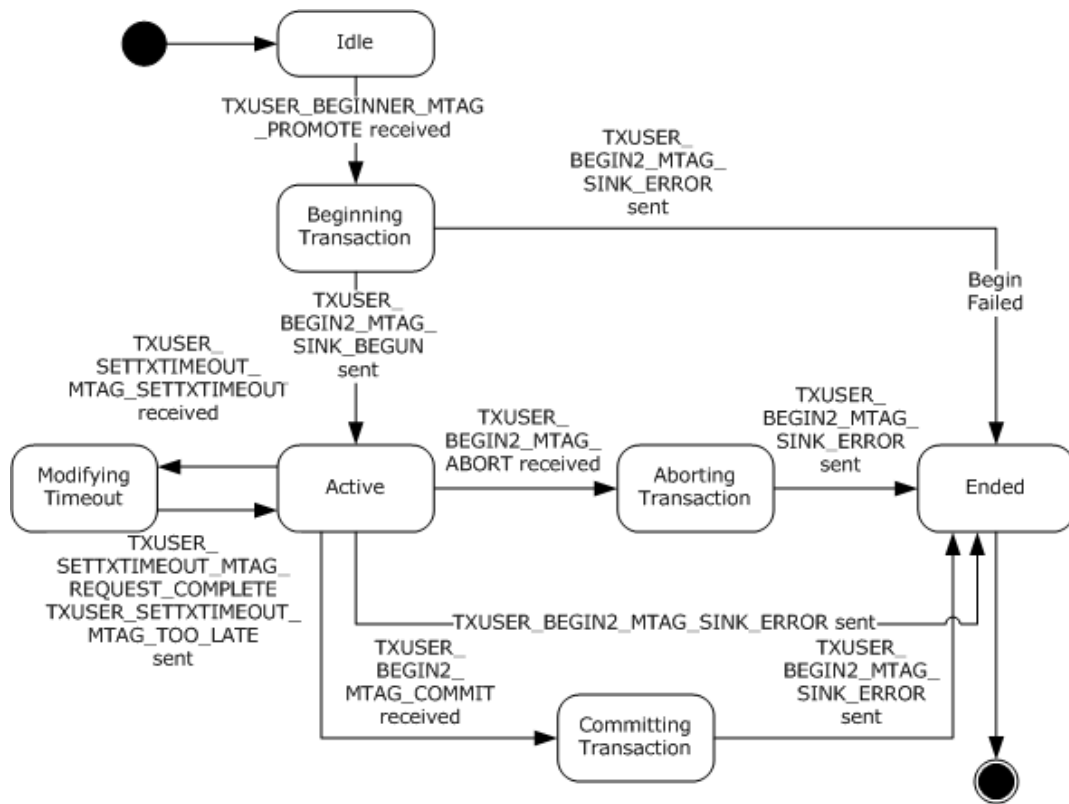 Idle
TXUSER_BEGINNER_MTAG
_PROMOTE received
TXUSER_
BEGIN2_MTAG_
SINK_ERROR
sent
Beginning
Transaction
Begin
Failed
TXUSER_
BEGIN2_MTAG_
SINK_BEGUN
sent
TXUSER_
SETTXTIMEOUT_
MTAG_SETTXTIMEOUT
received
TXUSER_
BEGIN2_MTAG_
ABORT received
TXUSER_
BEGIN2_MTAG_
SINK_ERROR
sent
Modifying
Timeout
Active
Aborting
Transaction
Ended
TXUSER_
SETTXTIMEOUT_MTAG_
REQUEST_COMPLETE
TXUSER_SETTXTIMEOUT_
MTAG_TOO_LATE
sent
TXUSER_BEGIN2_MTAG_SINK_ERROR sent
TXUSER_
BEGIN2_
MTAG_COMMIT
received
TXUSER_
BEGIN2_MTAG_
SINK_ERROR
sent
Committing
Transaction